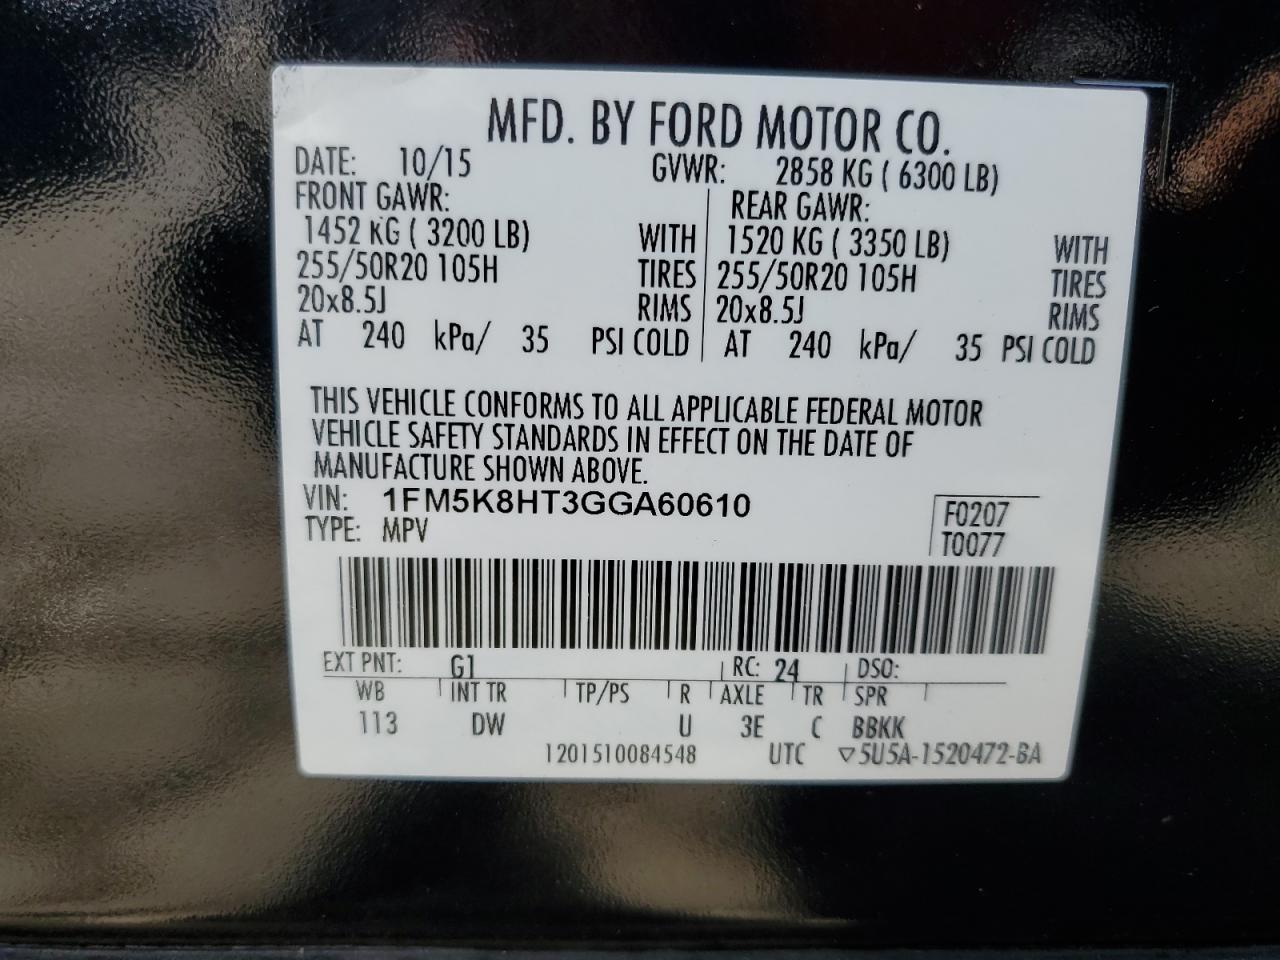 MFD. BY FORD MOTOR CO.
DATE: 10/15 GVWR: 2858 KG ( 6300 LB)
FRONT GAWR: REAR GAWR:
1452 KG ( 3200 LB) WITH 1520 KG ( 3350 LB) WITH
255/50R20 105H TIRES 255/50R20 105H TIRES
20x8.5J RIMS 20x8.5J RIMS
AT 240 kPa/ 35 PSI COLD AT 240 kPa/ 35 PSI COLD
THIS VEHICLE CONFORMS TO ALL APPLICABLE FEDERAL MOTOR
VEHICLE SAFETY STANDARDS IN EFFECT ON THE DATE OF
MANUFACTURE SHOWN ABOVE.
VIN: 1FM5K8HT3GGA60610 F0207
TYPE: MPV T0077
EXT PNT: G1 RC: 24 DSO:
WB INT TR TP/PS R AXLE TR SPR
113 DW U 3E C BBKK
1201510084548 UTC ▽5U5A-1520472-BA